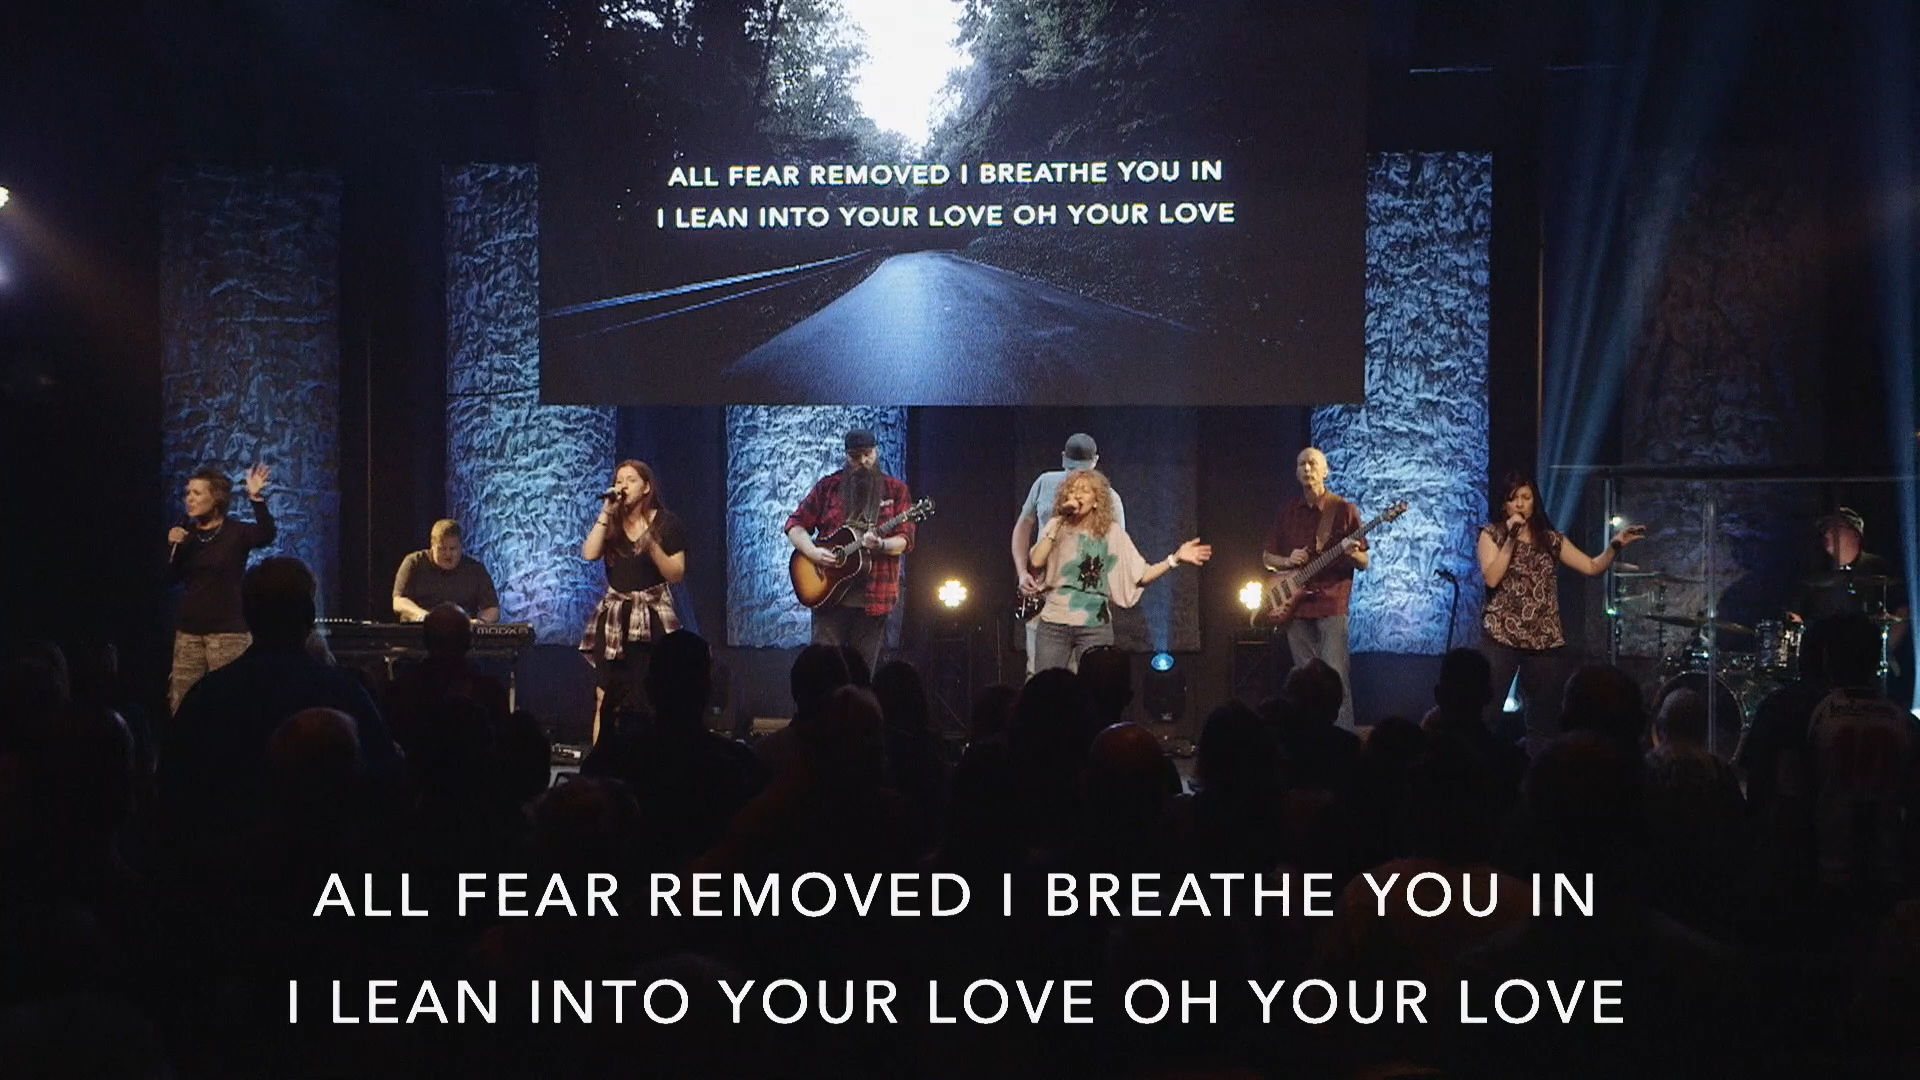 ALL FEAR REMOVED I BREATHE YOU IN
I LEAN INTO YOUR LOVE OH YOUR LOVE
MODX8
ALL FEAR REMOVED I BREATHE YOU IN
I LEAN INTO YOUR LOVE OH YOUR LOVE